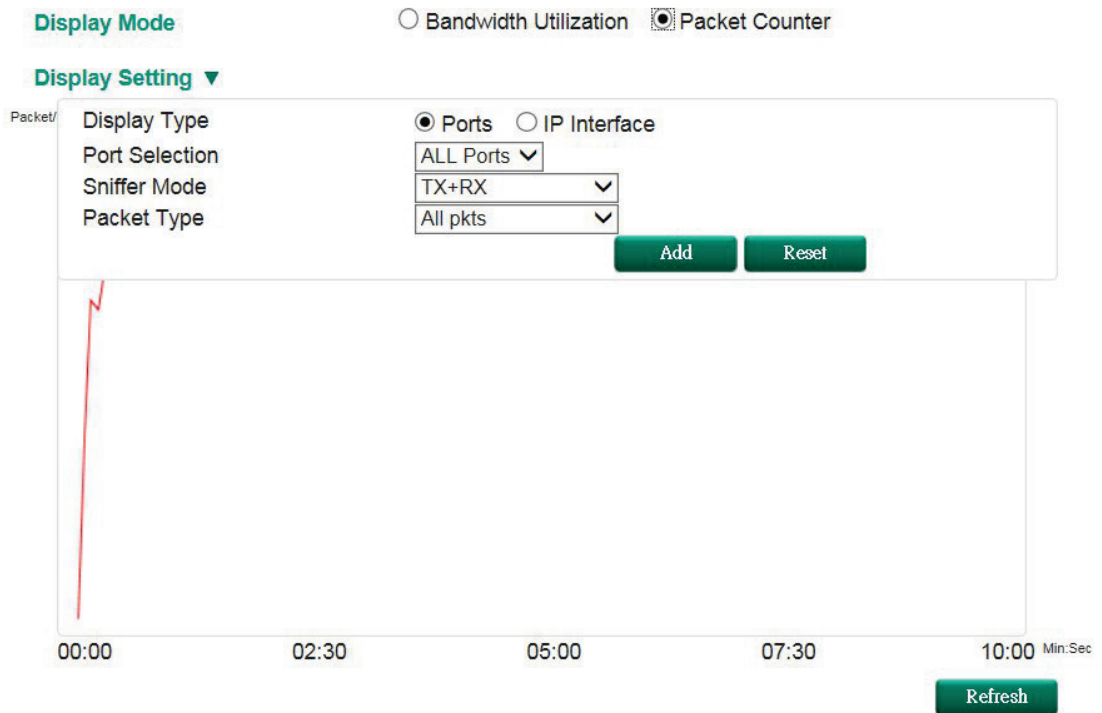 Display Mode Bandwidth Utilization Packet Counter
Display Setting ▼
Packet/
Display Type Ports IP Interface
Port Selection ALL Ports
Sniffer Mode TX+RX
Packet Type All pkts
Add Reset
00:00 02:30 05:00 07:30 10:00 Min:Sec
Refresh